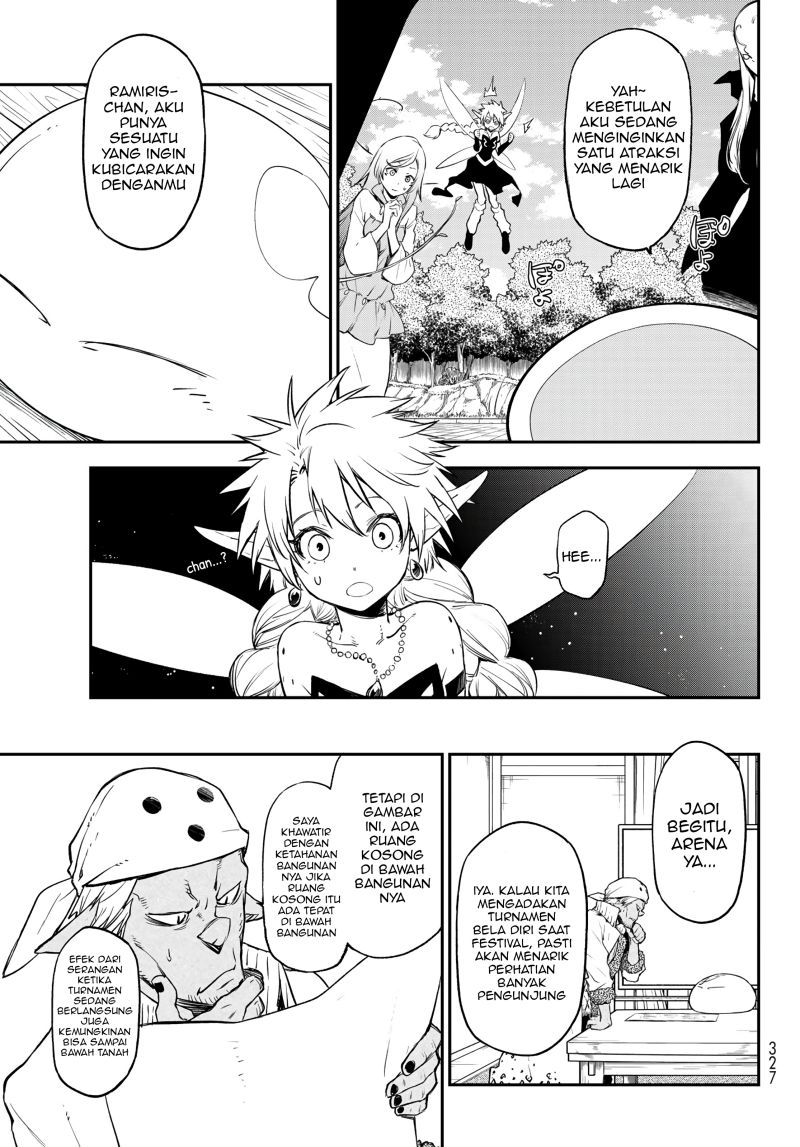 YAH~
KEBETULAN
AKU SEDANG
MENGINGINKAN
SATU ATRAKSI
YANG MENARIK
LAGI
ぽよ
ぽよ
RAMIRIS-
CHAN, AKU
PUNYA
SESUATU
YANG INGIN
KUBICARAKAN
DENGANMU
HEE...
chan...?
JADI
BEGITU,
ARENA
YA...
IYA. KALAU KITA
MENGADAKAN
TURNAMEN
BELA DIRI SAAT
FESTIVAL, PASTI
AKAN MENARIK
PERHATIAN
BANYAK
PENGUNJUNG
TETAPI DI
GAMBAR
INI, ADA
RUANG
KOSONG
DI BAWAH
BANGUNAN
NYA
SAYA
KHAWATIR
DENGAN
KETAHANAN
BANGUNAN
NYA JIKA
RUANG
KOSONG ITU
ADA TEPAT
DI BAWAH
BANGUNAN
EFEK DARI
SERANGAN
KETIKA
TURNAMEN
SEDANG
BERLANGSUNG
JUGA
KEMUNGKINAN
BISA SAMPAI
BAWAH TANAH
327